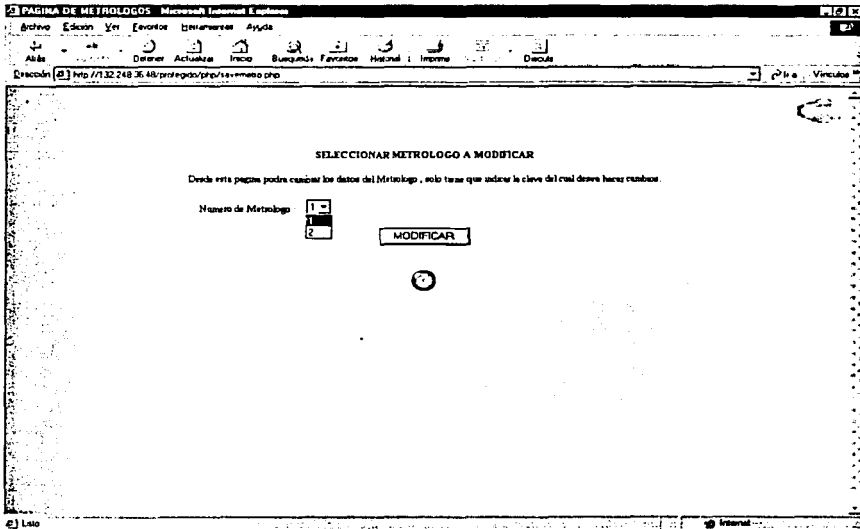 PAGINA DE METROLOGOS Microsoft Internet Explorer
Archivo Edición Ver Favoritos Herramientas Ayuda
Atrás Detener Actualizar Inicio Búsqueda Favoritos Historial Imprimir Discuta
Dirección http://132.248.36.48/protegido/php/savemetro.php Ir a Vínculos
SELECCIONAR METROLOGO A MODIFICAR
Desde esta pagina podra cambiar los datos del Metrologo , solo tiene que indicar la clave del cual desea hacer cambios.
Numero de Metrologo 1
1
2
MODIFICAR
Listo Internet